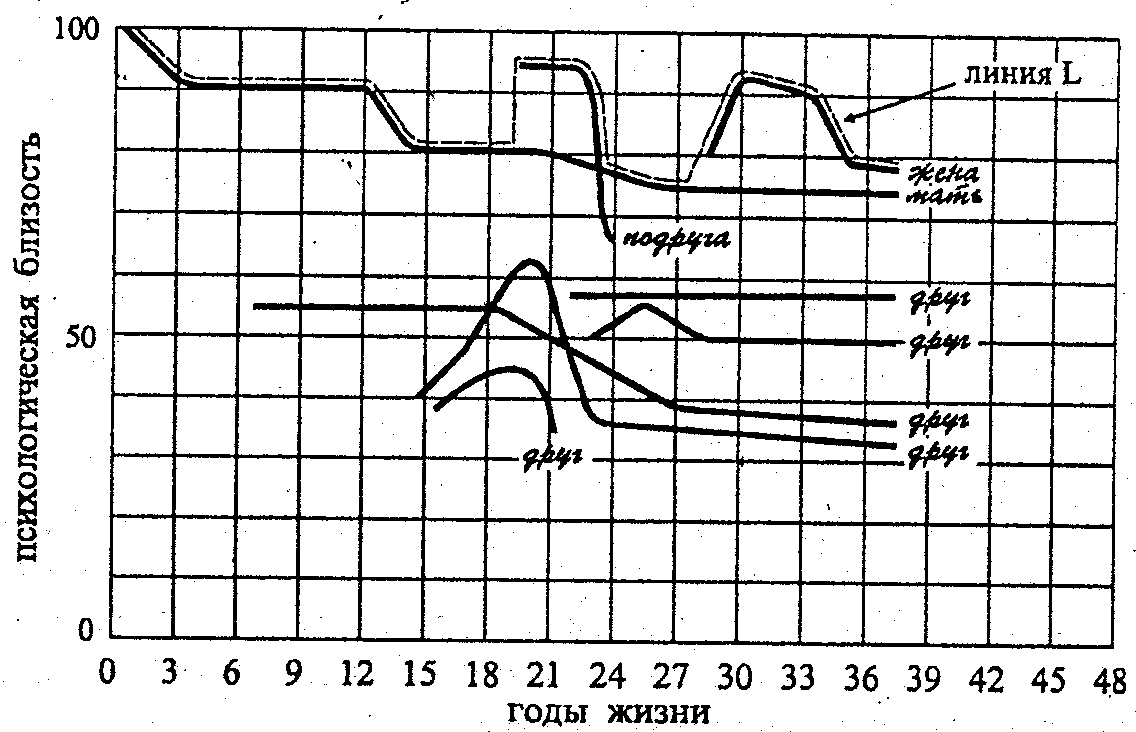 100
линия L
жена
мать
подруга
друг
50
друг
друг
друг
друг
0
0 3 6 9 12 15 18 21 24 27 30 33 36 39 42 45 48
годы жизни
психологическая близость